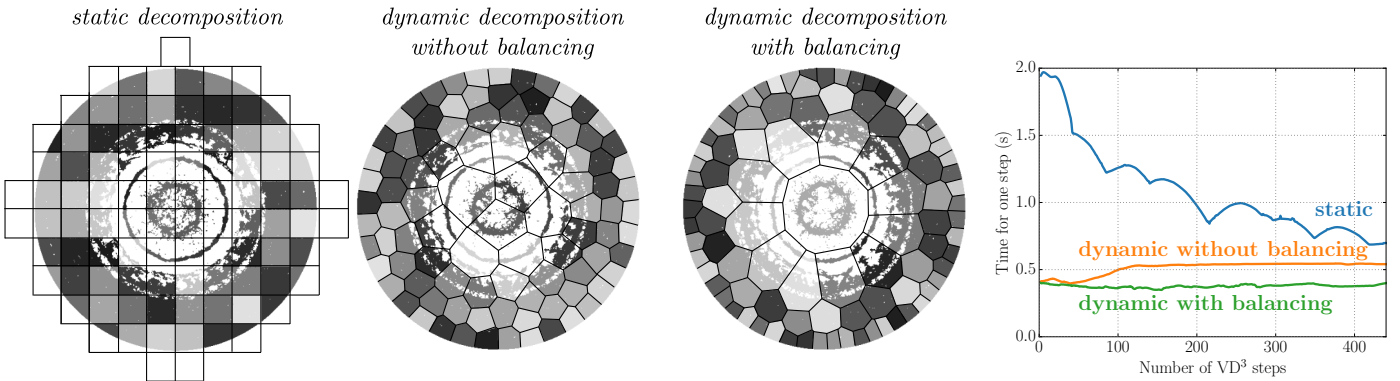 static decomposition
dynamic decomposition
without balancing
dynamic decomposition
with balancing
Time for one step (s)
2.0
1.5
1.0
0.5
0.0
static
dynamic without balancing
dynamic with balancing
0 100 200 300 400
Number of VD³ steps